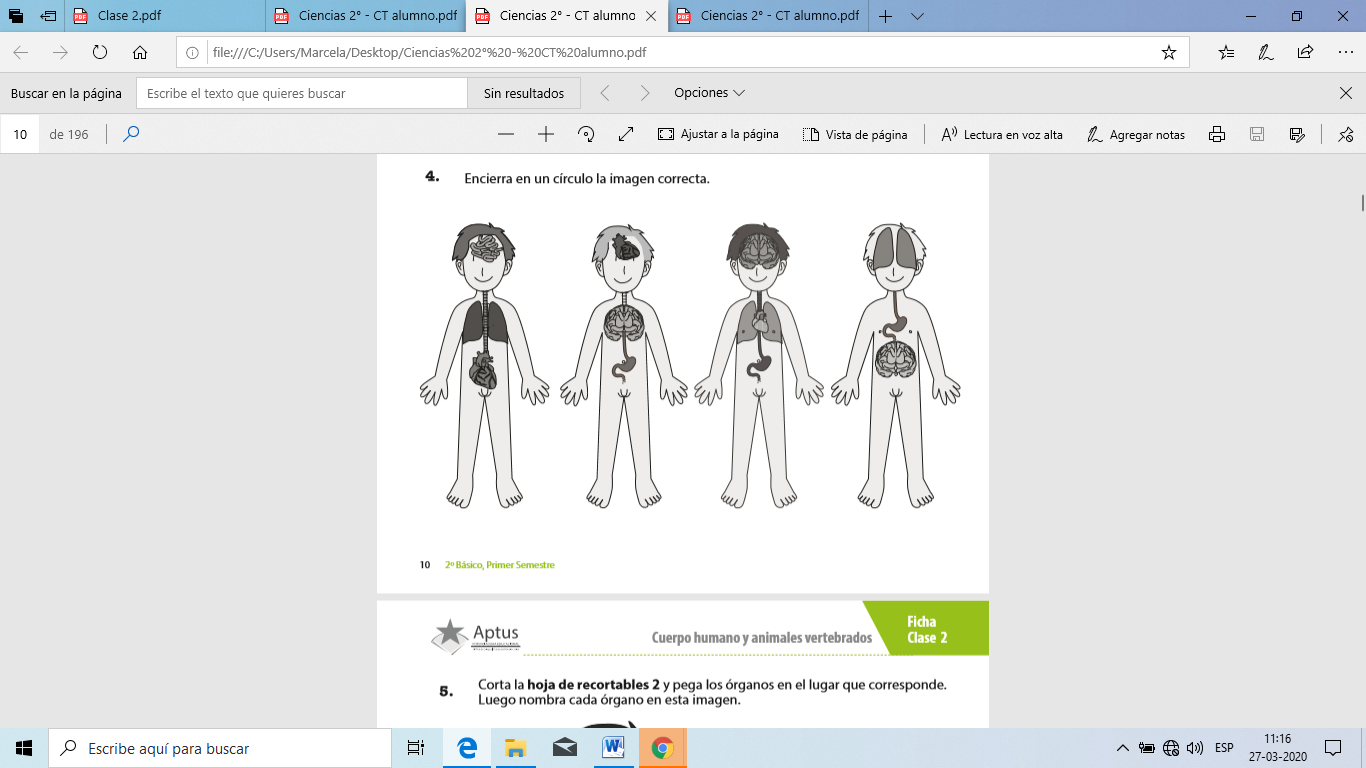 Clase 2.pdf
Ciencias 2° - CT alumno.pdf
Ciencias 2° - CT alumno
Ciencias 2° - CT alumno.pdf
file:///C:/Users/Marcela/Desktop/Ciencias%202°%20-%20CT%20alumno.pdf
Buscar en la página
Escribe el texto que quieres buscar
Sin resultados
Opciones
10 de 196
Ajustar a la página
Vista de página
Lectura en voz alta
Agregar notas
4. Encierra en un círculo la imagen correcta.
10 2º Básico, Primer Semestre
Aptus
Cuerpo humano y animales vertebrados
Ficha
Clase 2
5. Corta la hoja de recortables 2 y pega los órganos en el lugar que corresponde.
Luego nombra cada órgano en esta imagen.
Escribe aquí para buscar
ESP
11:16
27-03-2020